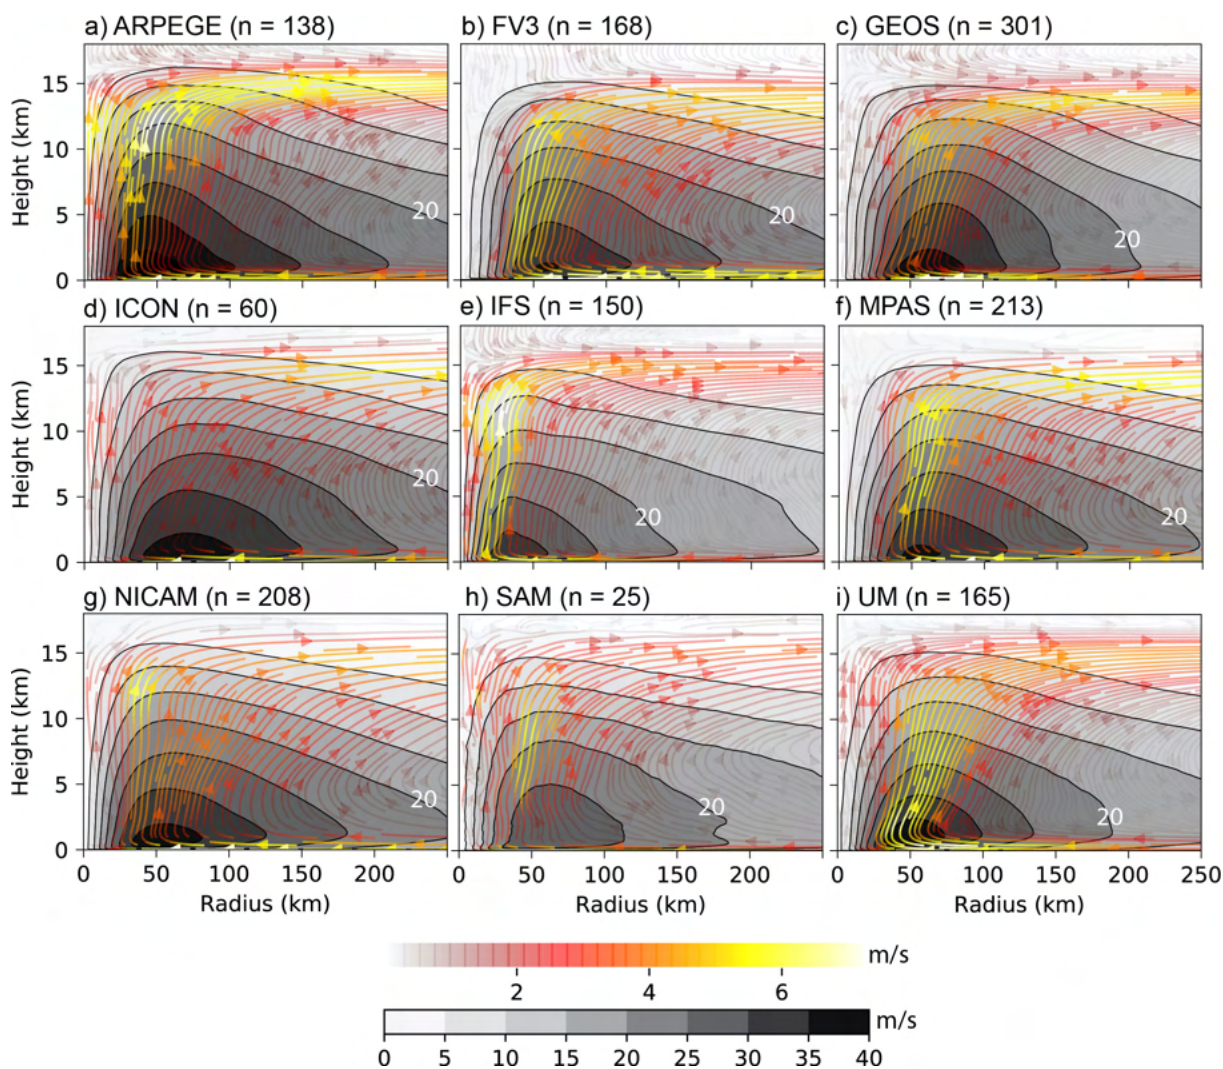 a) ARPEGE (n = 138) b) FV3 (n = 168) c) GEOS (n = 301)
Height (km)
15
10
5
0
20
20
20
d) ICON (n = 60) e) IFS (n = 150) f) MPAS (n = 213)
Height (km)
15
10
5
0
20
20
20
g) NICAM (n = 208) h) SAM (n = 25) i) UM (n = 165)
Height (km)
15
10
5
0
20
20
20
0 50 100 150 200 0 50 100 150 200 0 50 100 150 200 250
Radius (km) Radius (km) Radius (km)
m/s
2 4 6
m/s
0 5 10 15 20 25 30 35 40